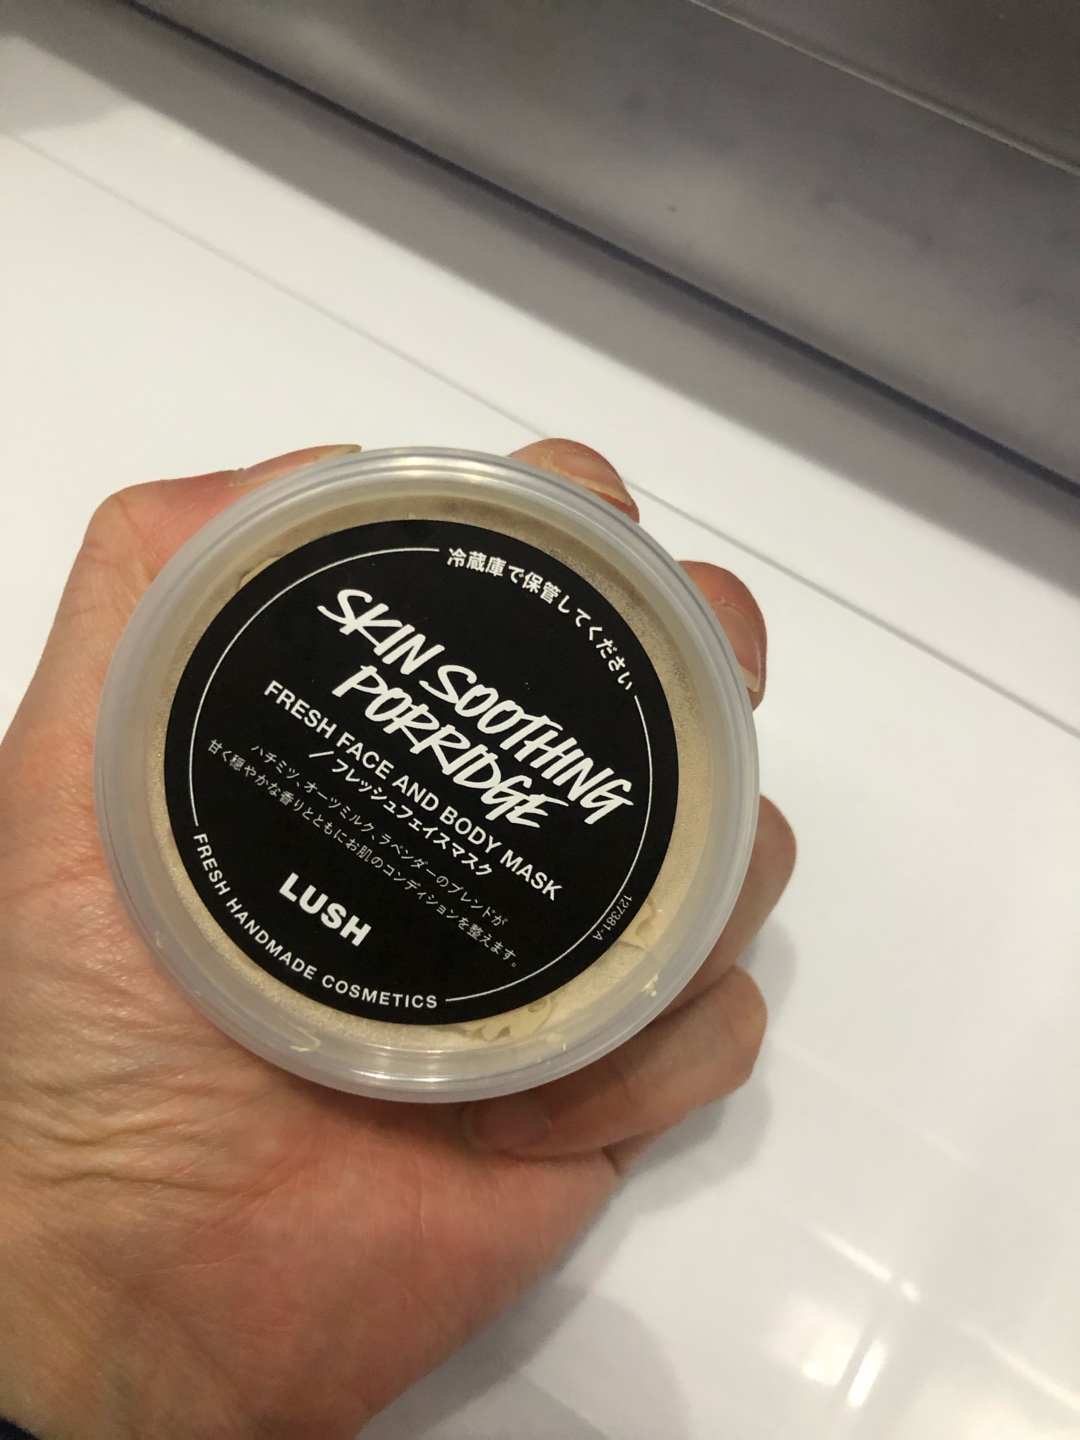 冷蔵庫で保管してください
SKIN SOOTHING
PORRIDGE
FRESH FACE AND BODY MASK
/ フレッシュフェイスマスク
ハチミツ、オーツミルク、ラベンダーのブレンドが
甘く穏やかな香りとともにお肌のコンディションを整えます。
LUSH
FRESH HANDMADE COSMETICS
127381-A